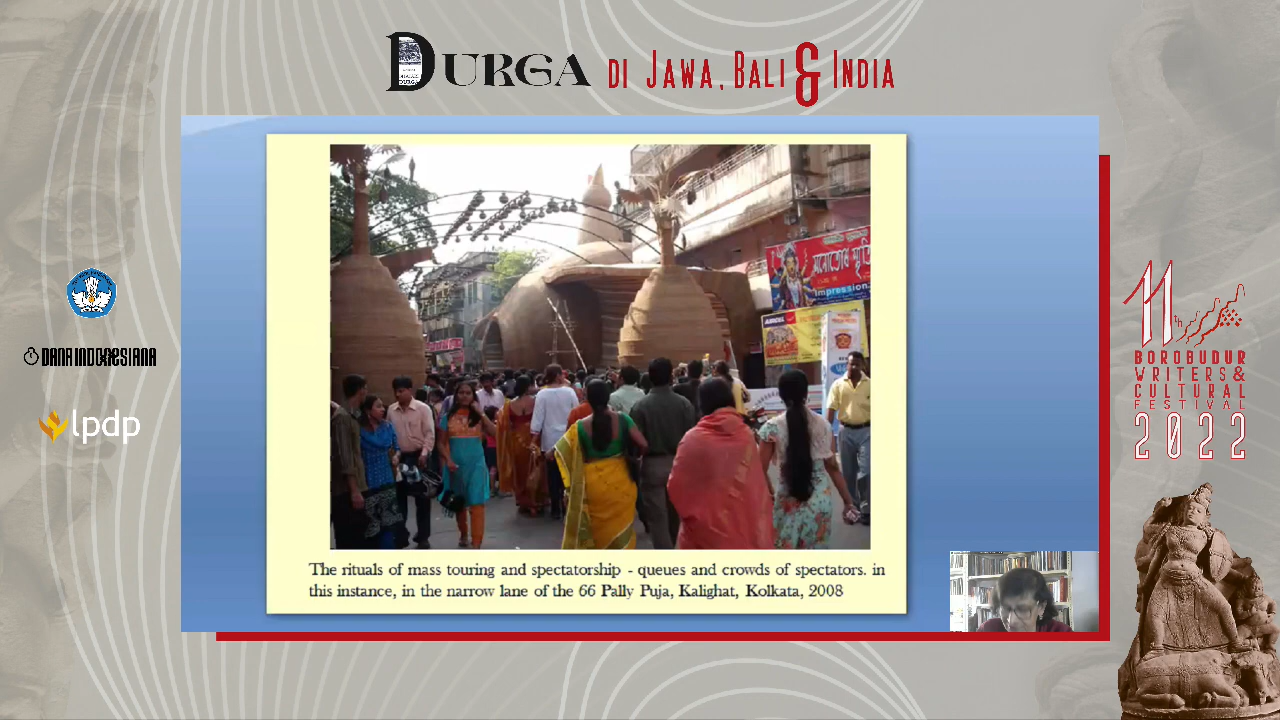 DURGA DI JAWA, BALI & INDIA
DANA INDONESIANA
lpdp
11th
BOROBUDUR
WRITERS &
CULTURAL
FESTIVAL
2022
Impression
The rituals of mass touring and spectatorship - queues and crowds of spectators. in
this instance, in the narrow lane of the 66 Pally Puja, Kalighat, Kolkata, 2008